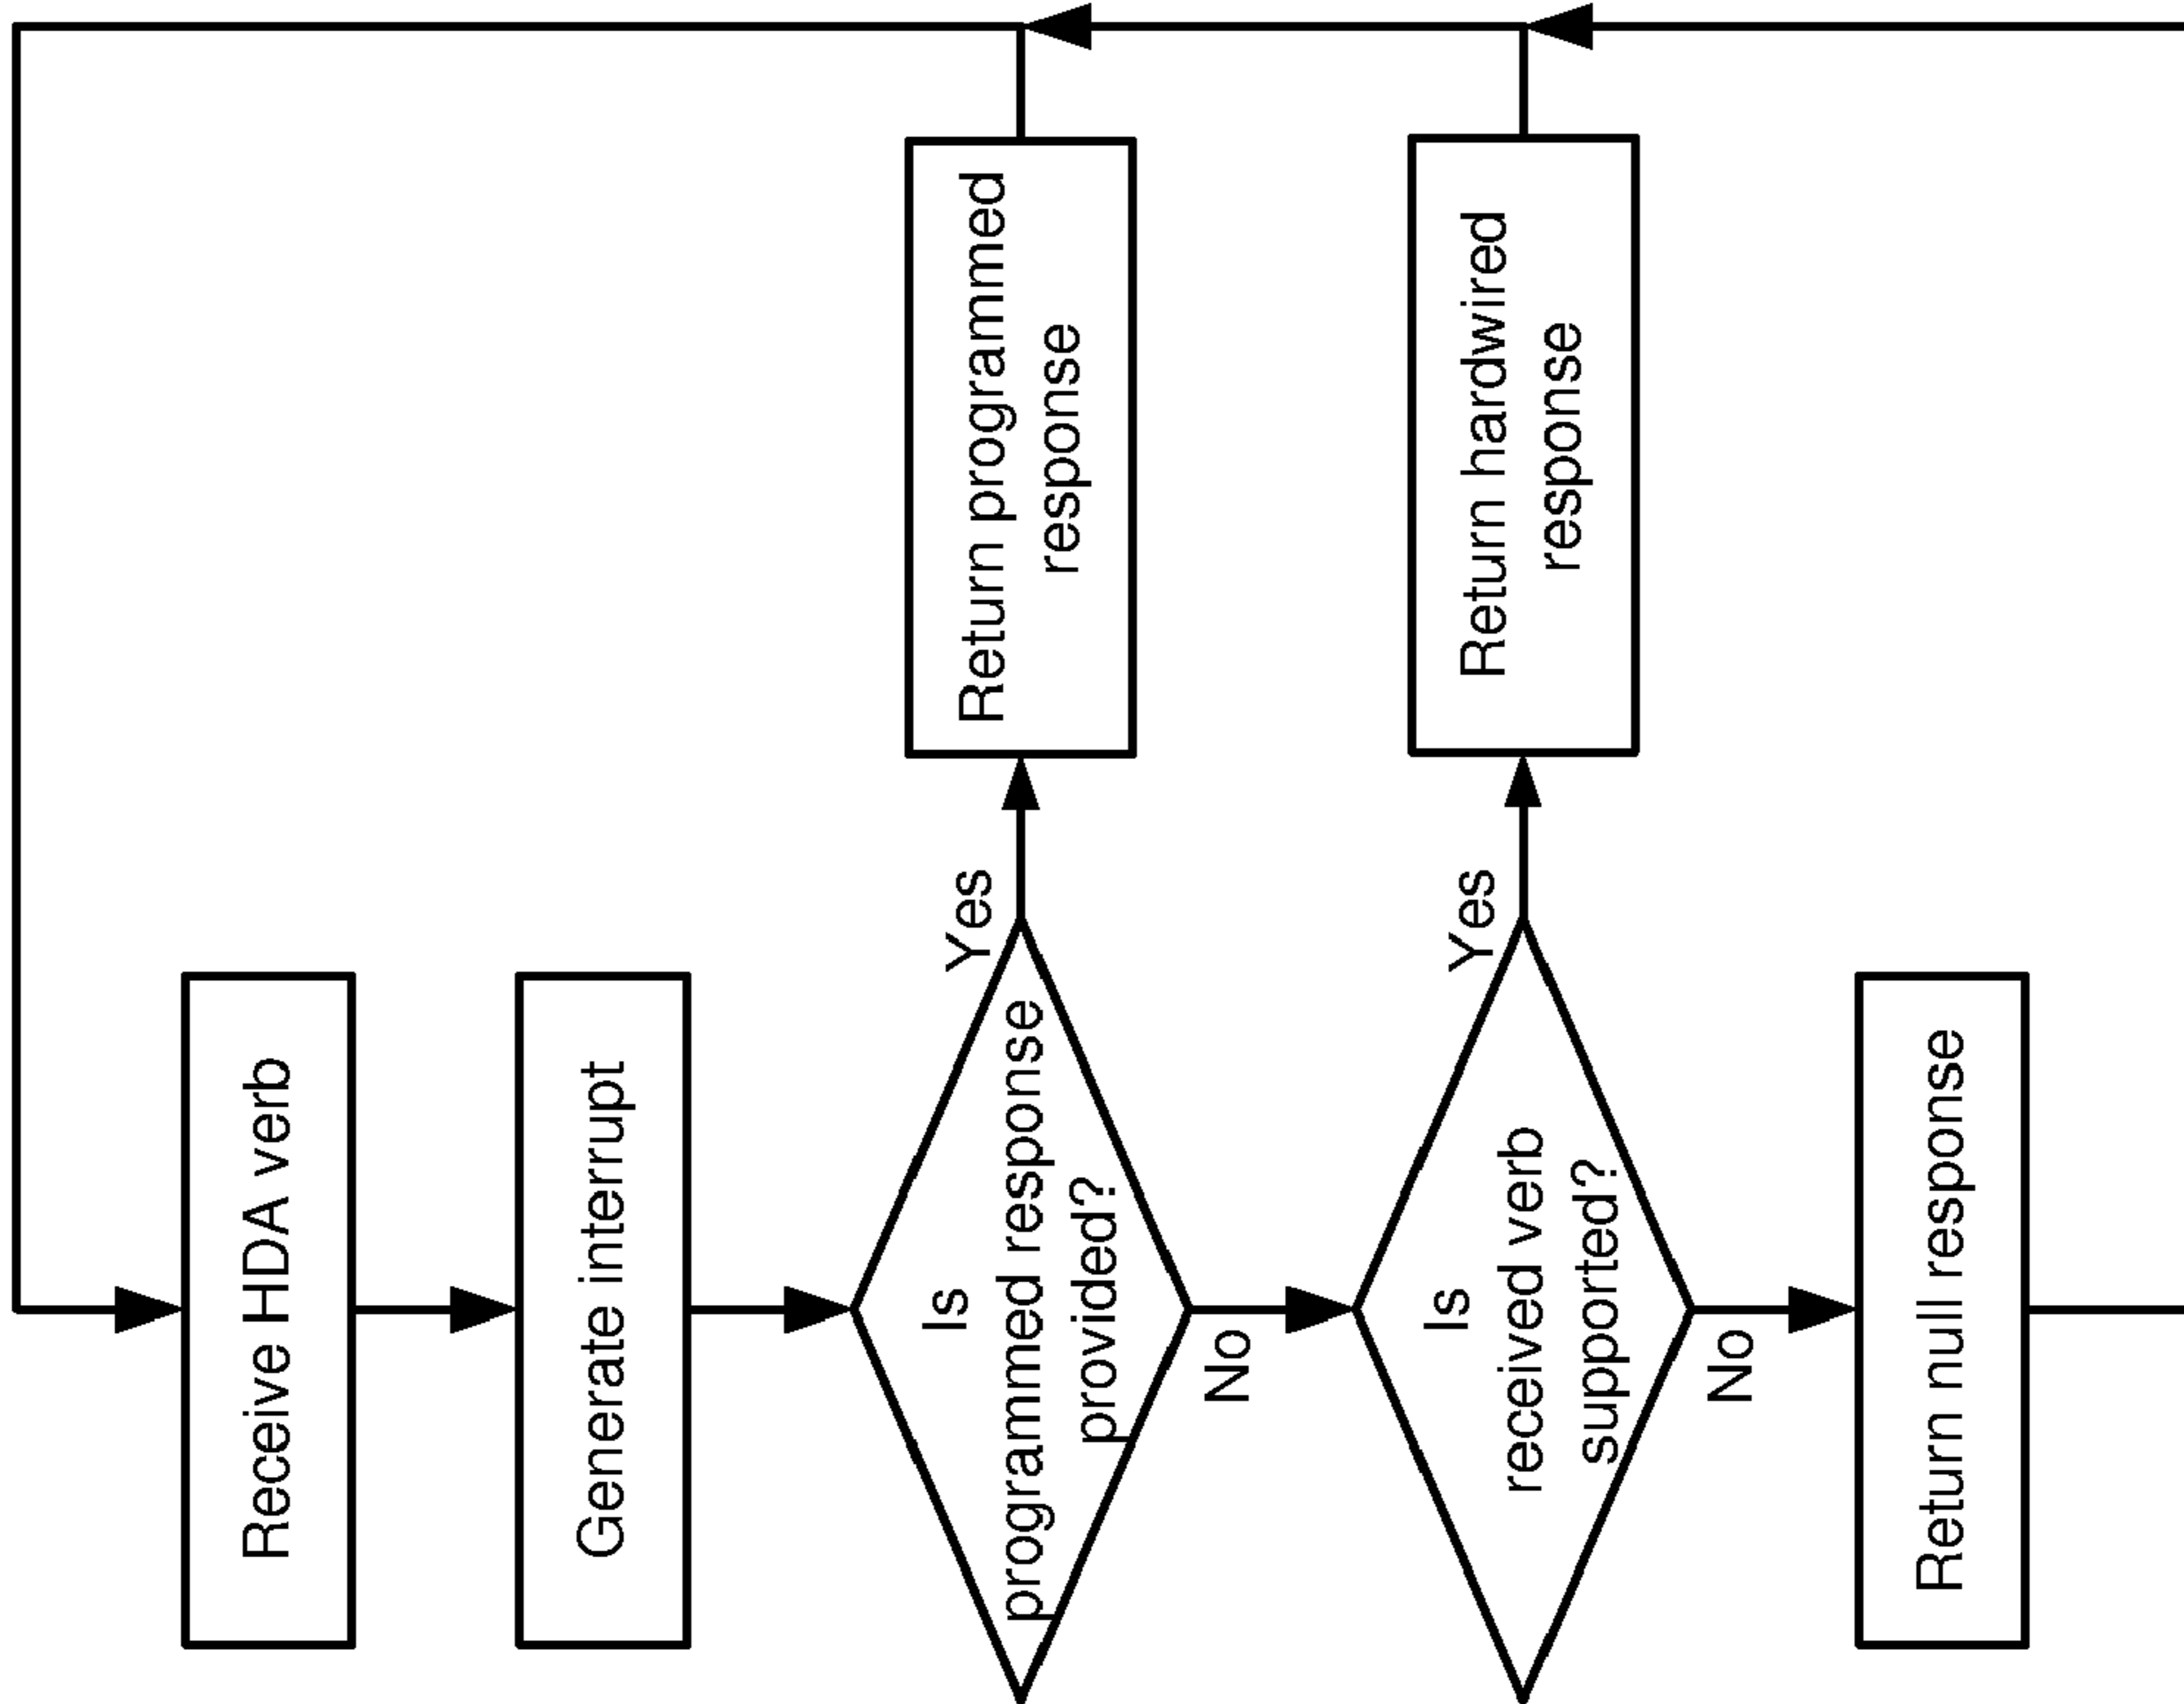 Receive HDA verb
Generate interrupt
Is
programmed response
provided?
Yes
Return programmed
response
No
Is
received verb
supported?
Yes
Return hardwired
response
No
Return null response